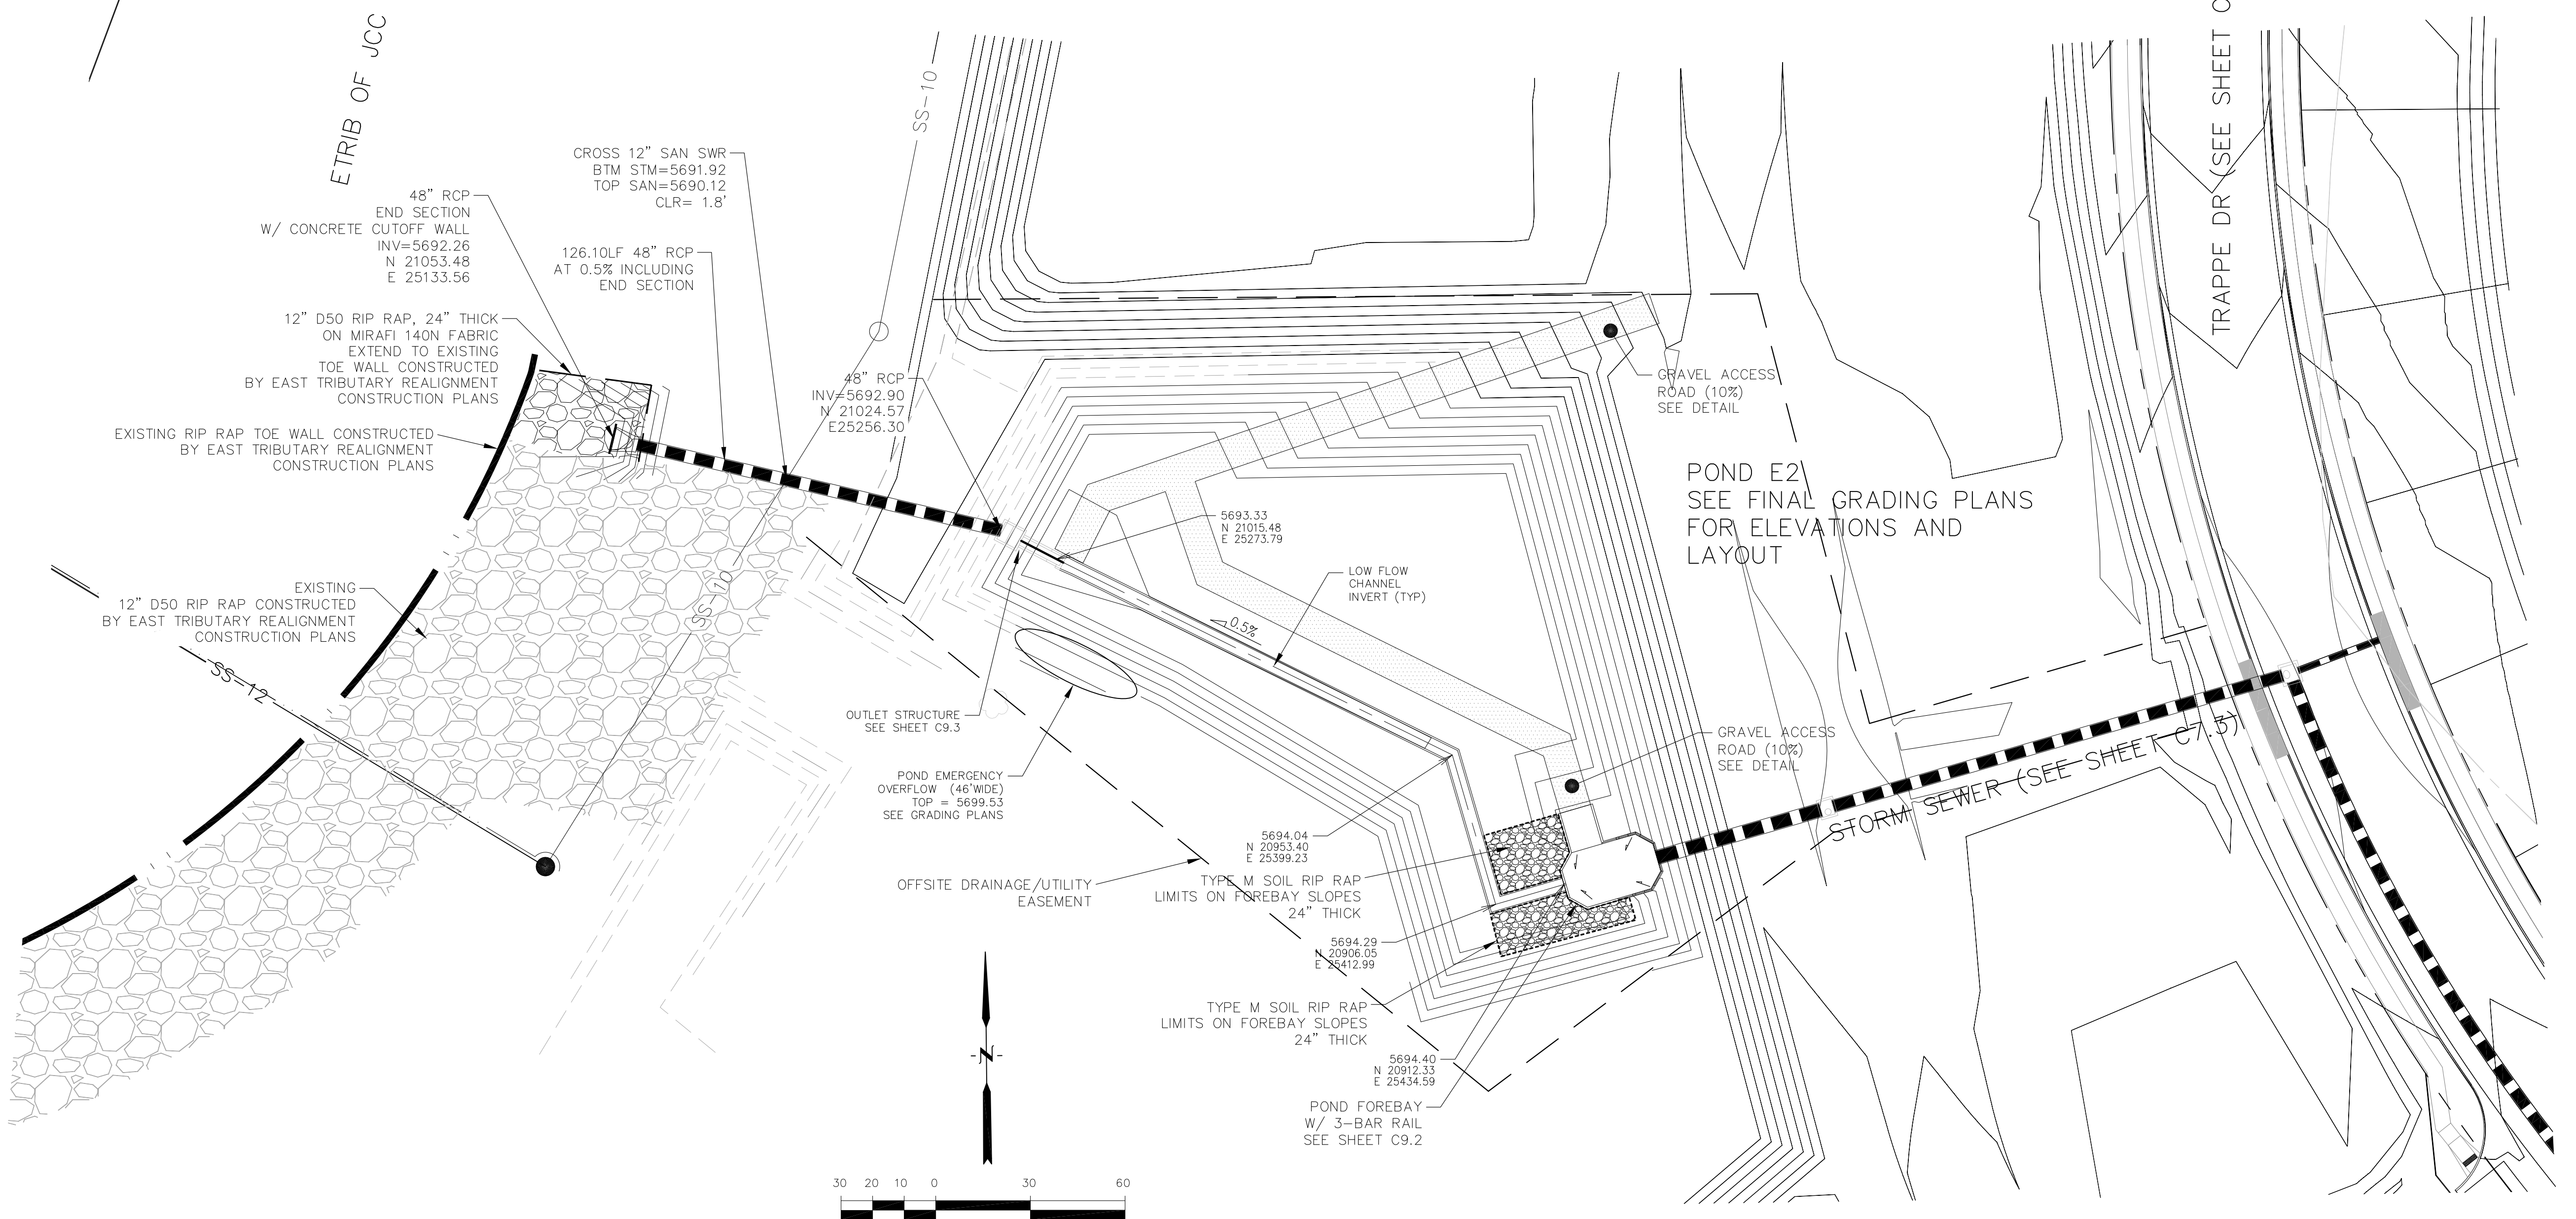 ETRIB OF JCC
SS-10
TRAPPE DR (SEE SHEET C
CROSS 12" SAN SWR
BTM STM=5691.92
TOP SAN=5690.12
CLR= 1.8'
48" RCP
END SECTION
W/ CONCRETE CUTOFF WALL
INV=5692.26
N 21053.48
E 25133.56
126.10LF 48" RCP
AT 0.5% INCLUDING
END SECTION
12" D50 RIP RAP, 24" THICK
ON MIRAFI 140N FABRIC
EXTEND TO EXISTING
TOE WALL CONSTRUCTED
BY EAST TRIBUTARY REALIGNMENT
CONSTRUCTION PLANS
48" RCP
INV=5692.90
N 21024.57
E25256.30
GRAVEL ACCESS
ROAD (10%)
SEE DETAIL
EXISTING RIP RAP TOE WALL CONSTRUCTED
BY EAST TRIBUTARY REALIGNMENT
CONSTRUCTION PLANS
POND E2
SEE FINAL GRADING PLANS
FOR ELEVATIONS AND
LAYOUT
5693.33
N 21015.48
E 25273.79
LOW FLOW
CHANNEL
INVERT (TYP)
EXISTING
12" D50 RIP RAP CONSTRUCTED
BY EAST TRIBUTARY REALIGNMENT
CONSTRUCTION PLANS
SS-10
0.5%
SS-12
OUTLET STRUCTURE
SEE SHEET C9.3
GRAVEL ACCESS
ROAD (10%)
SEE DETAIL
STORM SEWER (SEE SHEET C7.3)
POND EMERGENCY
OVERFLOW (46'WIDE)
TOP = 5699.53
SEE GRADING PLANS
5694.04
N 20953.40
E 25399.23
OFFSITE DRAINAGE/UTILITY
EASEMENT
TYPE M SOIL RIP RAP
LIMITS ON FOREBAY SLOPES
24" THICK
5694.29
N 20906.05
E 25412.99
TYPE M SOIL RIP RAP
LIMITS ON FOREBAY SLOPES
24" THICK
N
5694.40
N 20912.33
E 25434.59
POND FOREBAY
W/ 3-BAR RAIL
SEE SHEET C9.2
30 20 10 0 30 60